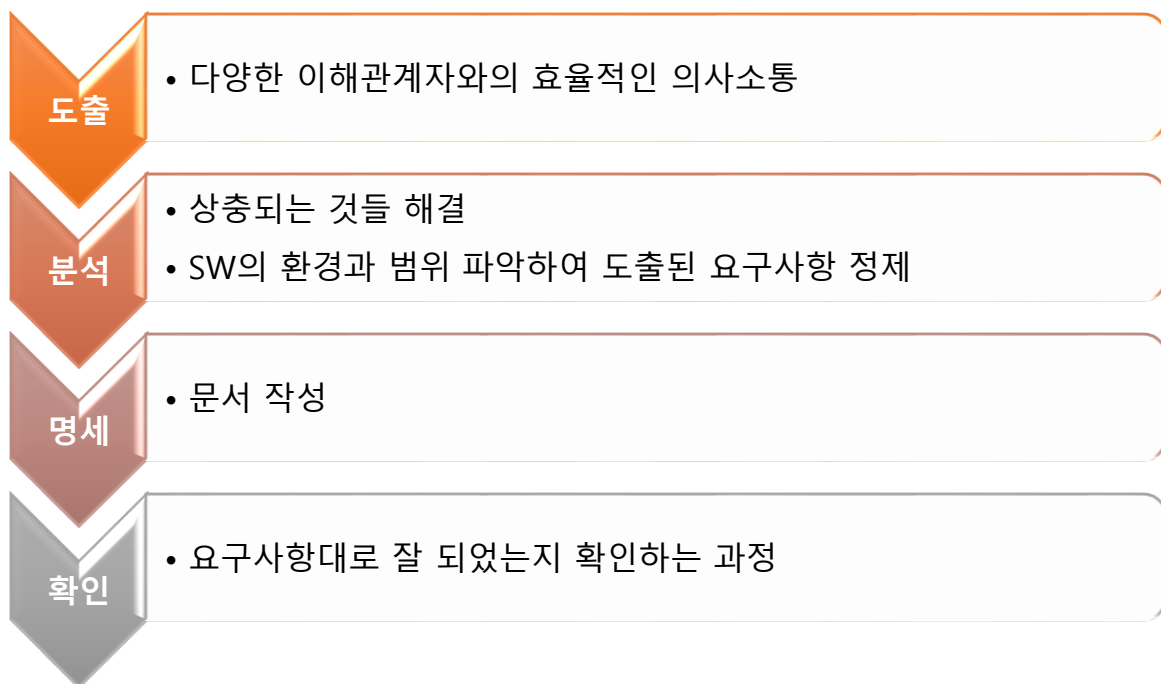 도출
• 다양한 이해관계자와의 효율적인 의사소통
분석
• 상충되는 것들 해결
• SW의 환경과 범위 파악하여 도출된 요구사항 정제
명세
• 문서 작성
확인
• 요구사항대로 잘 되었는지 확인하는 과정